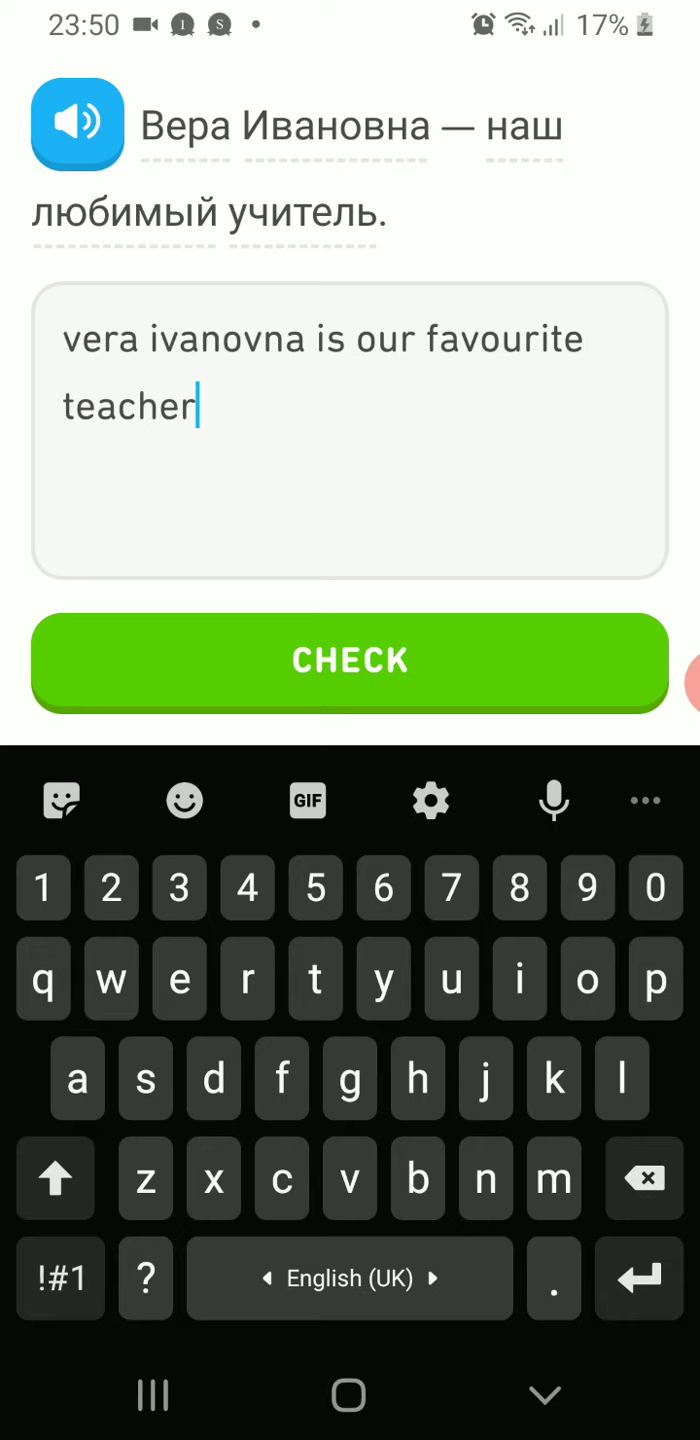 23:50 17%
Вера Ивановна — наш
любимый учитель.
vera ivanovna is our favourite
teacher
CHECK
GIF
1 2 3 4 5 6 7 8 9 0
q w e r t y u i o p
a s d f g h j k l
z x c v b n m
!#1 ? English (UK) .